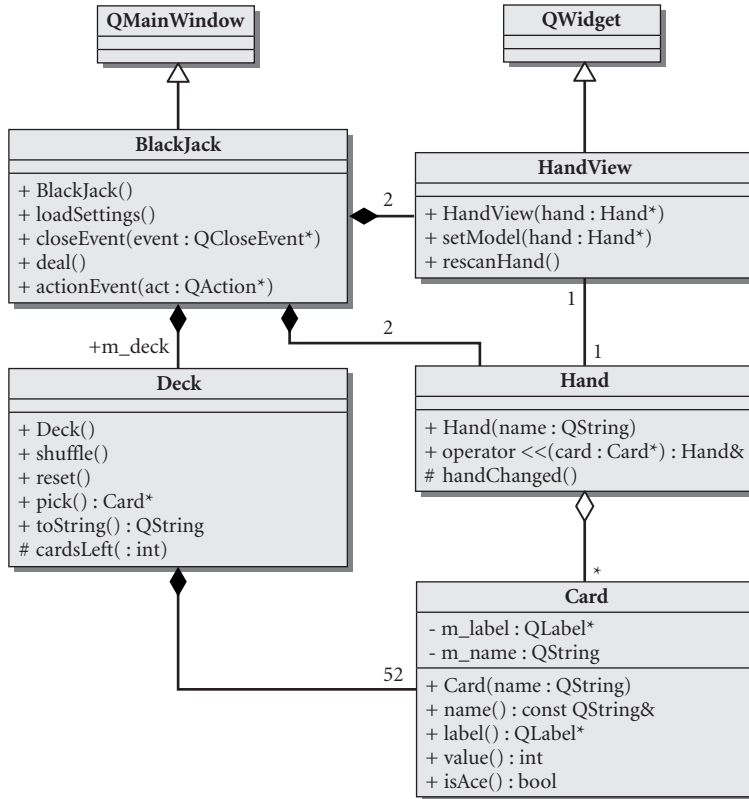 QMainWindow
QWidget
BlackJack
+ BlackJack()
+ loadSettings()
+ closeEvent(event : QCloseEvent*)
+ deal()
+ actionEvent(act : QAction*)
2
HandView
+ HandView(hand : Hand*)
+ setModel(hand : Hand*)
+ rescanHand()
+m_deck
2
1
1
Deck
+ Deck()
+ shuffle()
+ reset()
+ pick() : Card*
+ toString() : QString
# cardsLeft( : int)
Hand
+ Hand(name : QString)
+ operator <<(card : Card*) : Hand&
# handChanged()
*
52
Card
- m_label : QLabel*
- m_name : QString
+ Card(name : QString)
+ name() : const QString&
+ label() : QLabel*
+ value() : int
+ isAce() : bool